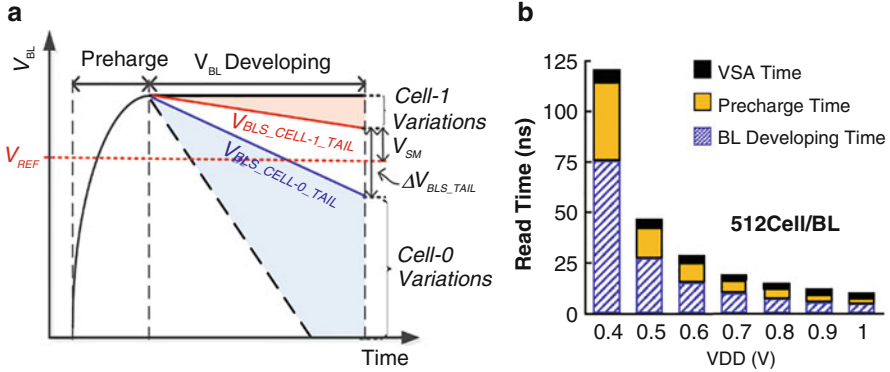 a
V_BL
Preharge
V_BL Developing
Cell-1
Variations
V_BLS_CELL-1_TAIL
V_SM
V_REF
V_BLS_CELL-0_TAIL
ΔV_BLS_TAIL
Cell-0
Variations
Time
b
Read Time (ns)
125
100
75
50
25
0
VSA Time
Precharge Time
BL Developing Time
512Cell/BL
0.4 0.5 0.6 0.7 0.8 0.9 1
VDD (V)